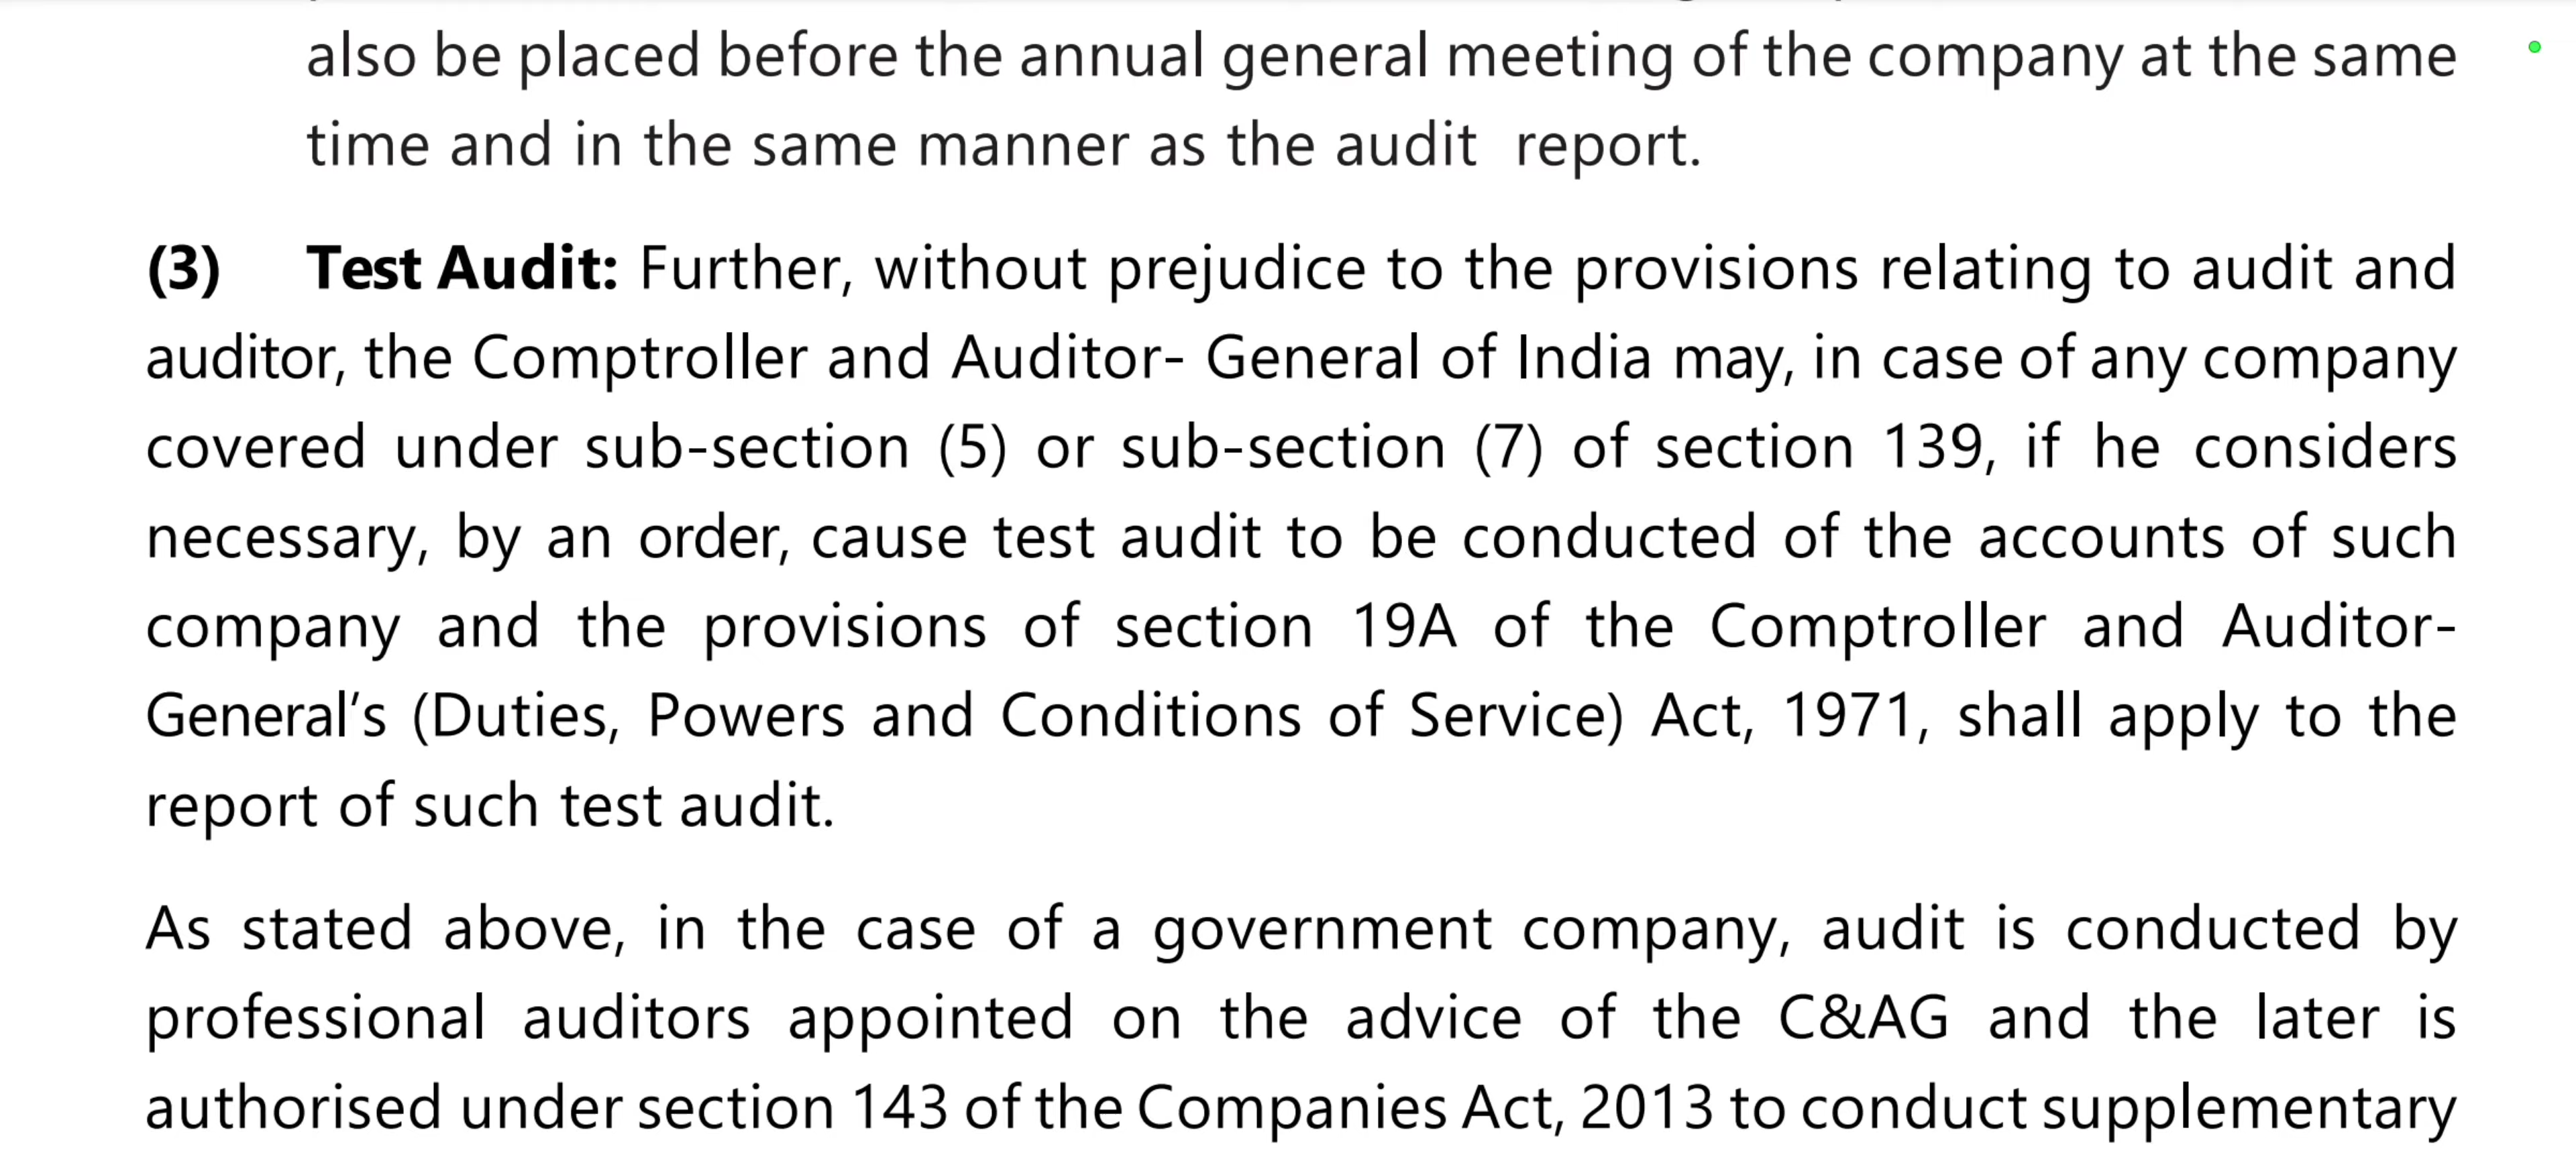 also be placed before the annual general meeting of the company at the same
time and in the same manner as the audit report.
(3) Test Audit: Further, without prejudice to the provisions relating to audit and
auditor, the Comptroller and Auditor- General of India may, in case of any company
covered under sub-section (5) or sub-section (7) of section 139, if he considers
necessary, by an order, cause test audit to be conducted of the accounts of such
company and the provisions of section 19A of the Comptroller and Auditor-
General’s (Duties, Powers and Conditions of Service) Act, 1971, shall apply to the
report of such test audit.
As stated above, in the case of a government company, audit is conducted by
professional auditors appointed on the advice of the C&AG and the later is
authorised under section 143 of the Companies Act, 2013 to conduct supplementary